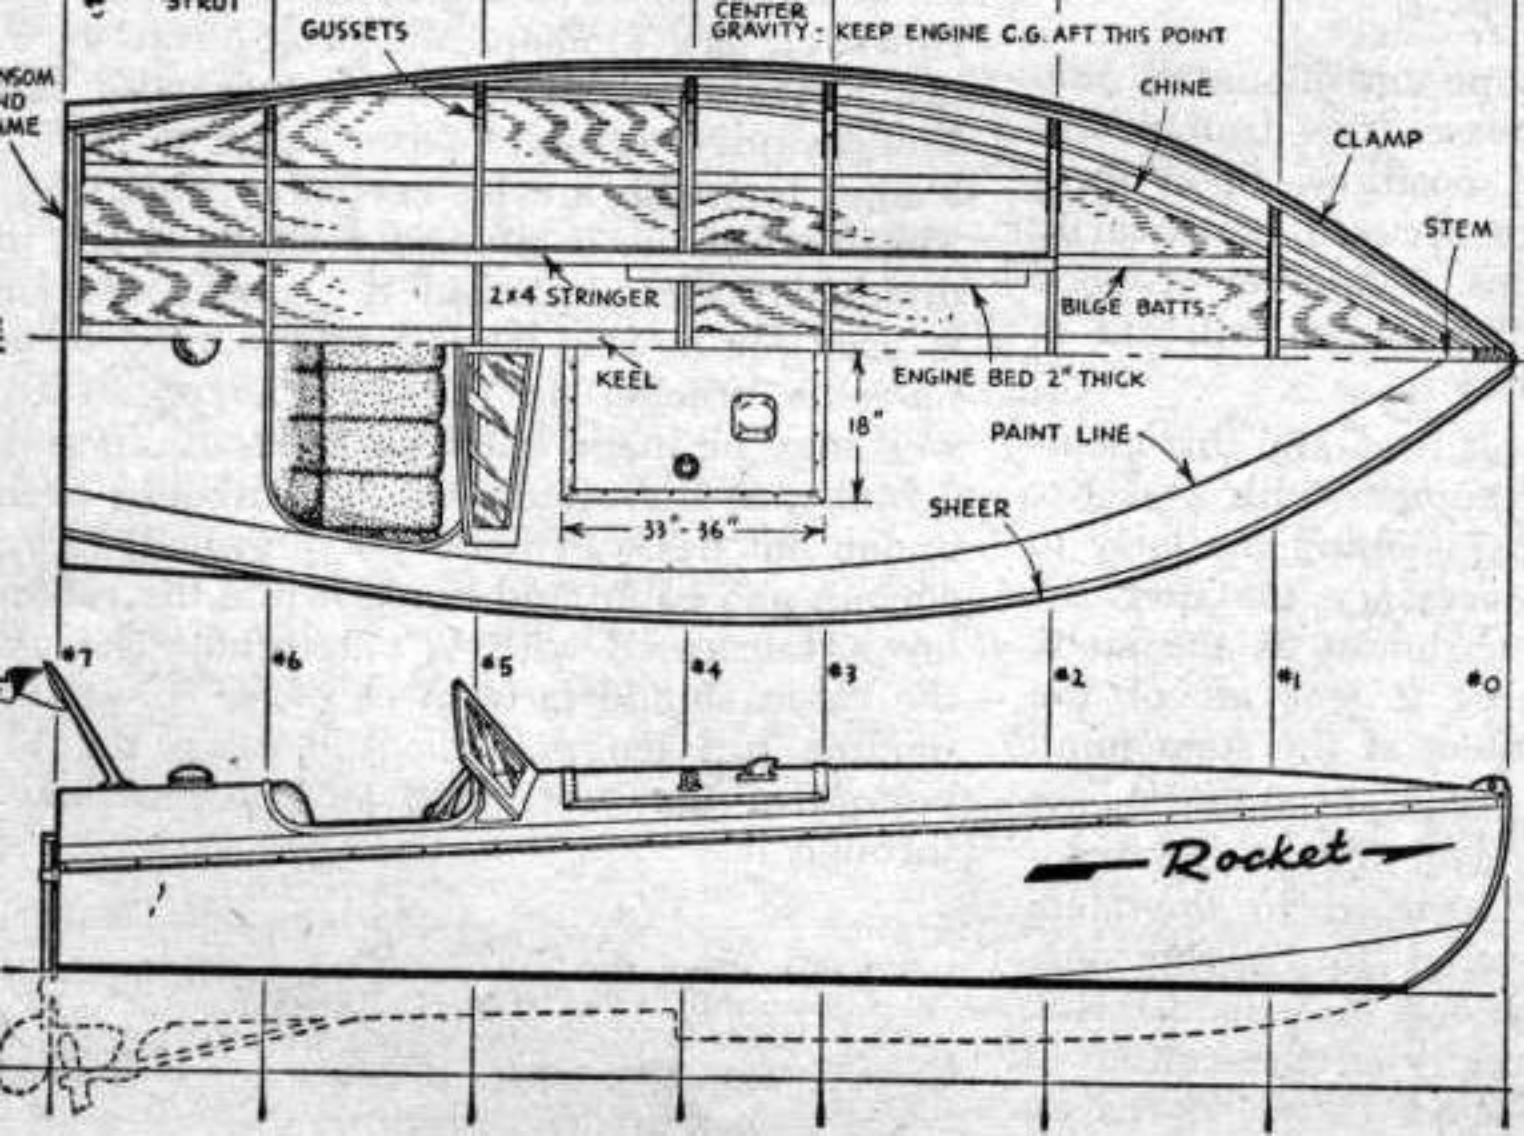 STRUT
GUSSETS
CENTER
GRAVITY - KEEP ENGINE C.G. AFT THIS POINT
CHINE
CLAMP
STEM
2x4 STRINGER
BILGE BATTS.
KEEL
ENGINE BED 2" THICK
18"
PAINT LINE
SHEER
33"-36"
#7
#6
#5
#4
#3
#2
#1
#0
Rocket